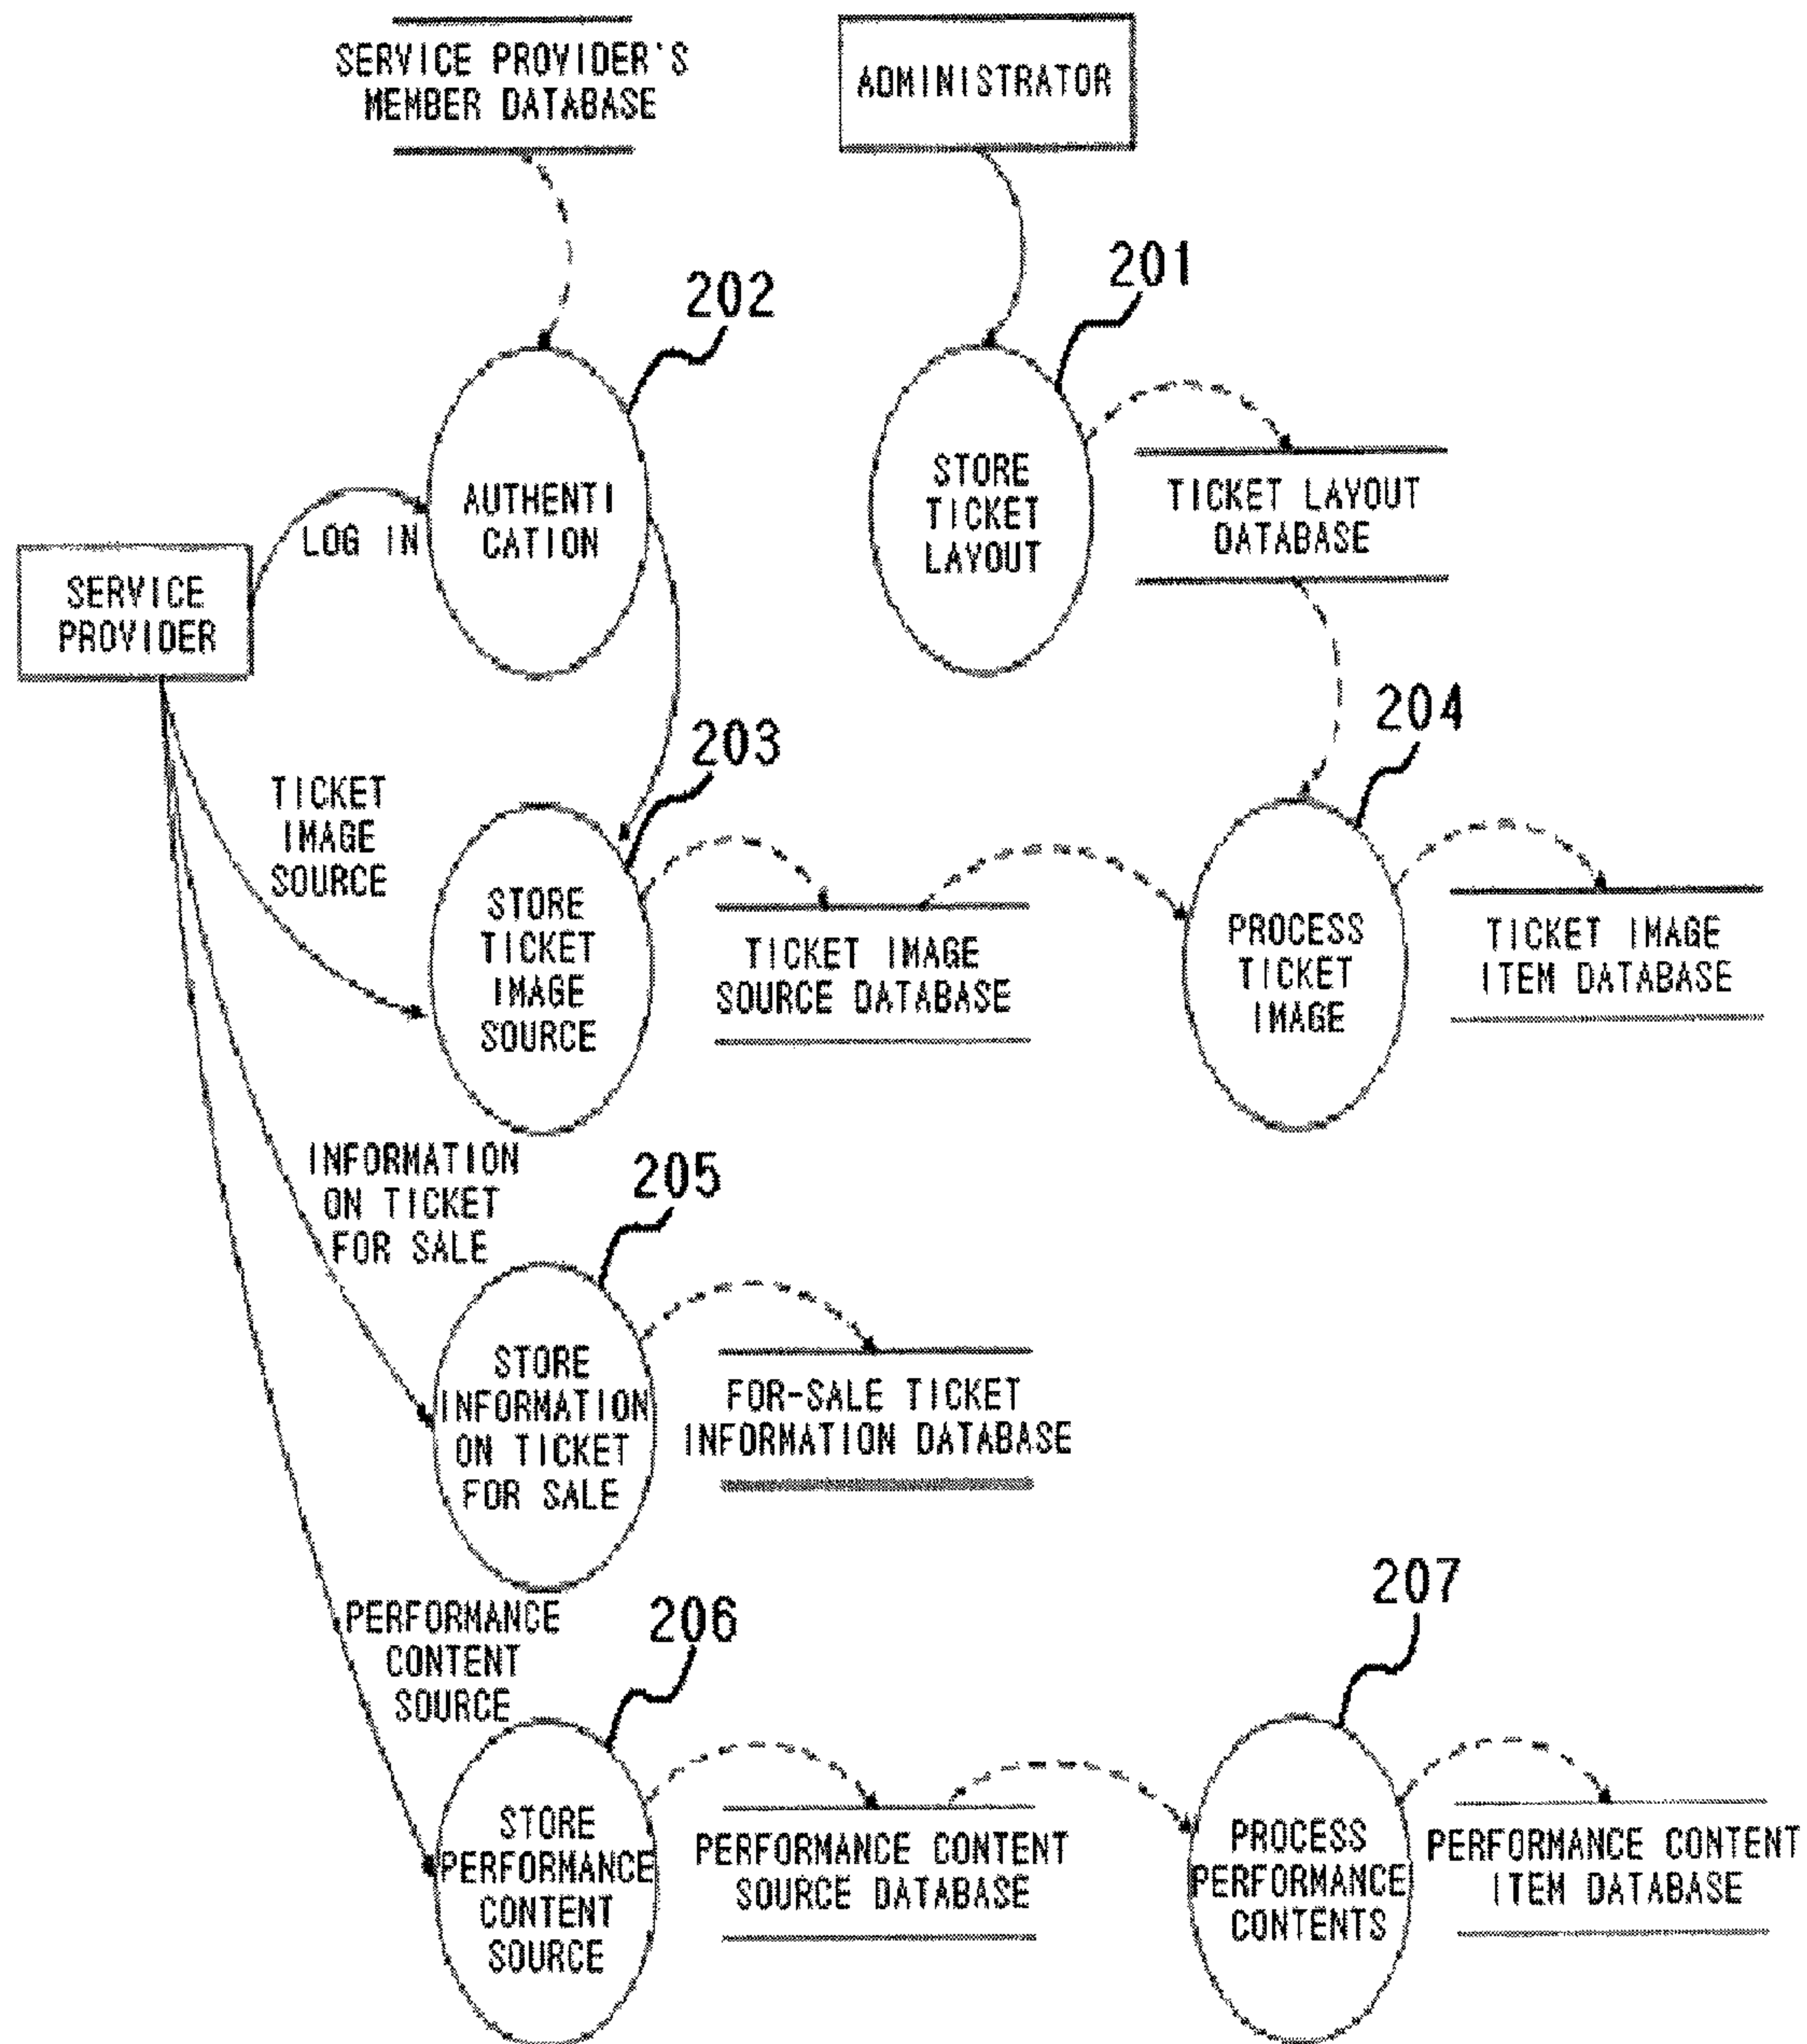 SERVICE PROVIDER'S
MEMBER DATABASE
ADMINISTRATOR
201
202
AUTHENTI
CATION
STORE
TICKET
LAYOUT
TICKET LAYOUT
DATABASE
LOG IN
SERVICE
PROVIDER
203
204
TICKET
IMAGE
SOURCE
STORE
TICKET
IMAGE
SOURCE
TICKET IMAGE
SOURCE DATABASE
PROCESS
TICKET
IMAGE
TICKET IMAGE
ITEM DATABASE
INFORMATION
ON TICKET
FOR SALE
205
STORE
INFORMATION
ON TICKET
FOR SALE
FOR-SALE TICKET
INFORMATION DATABASE
PERFORMANCE
CONTENT
SOURCE
206
207
STORE
PERFORMANCE
CONTENT
SOURCE
PERFORMANCE CONTENT
SOURCE DATABASE
PROCESS
PERFORMANCE
CONTENTS
PERFORMANCE CONTENT
ITEM DATABASE